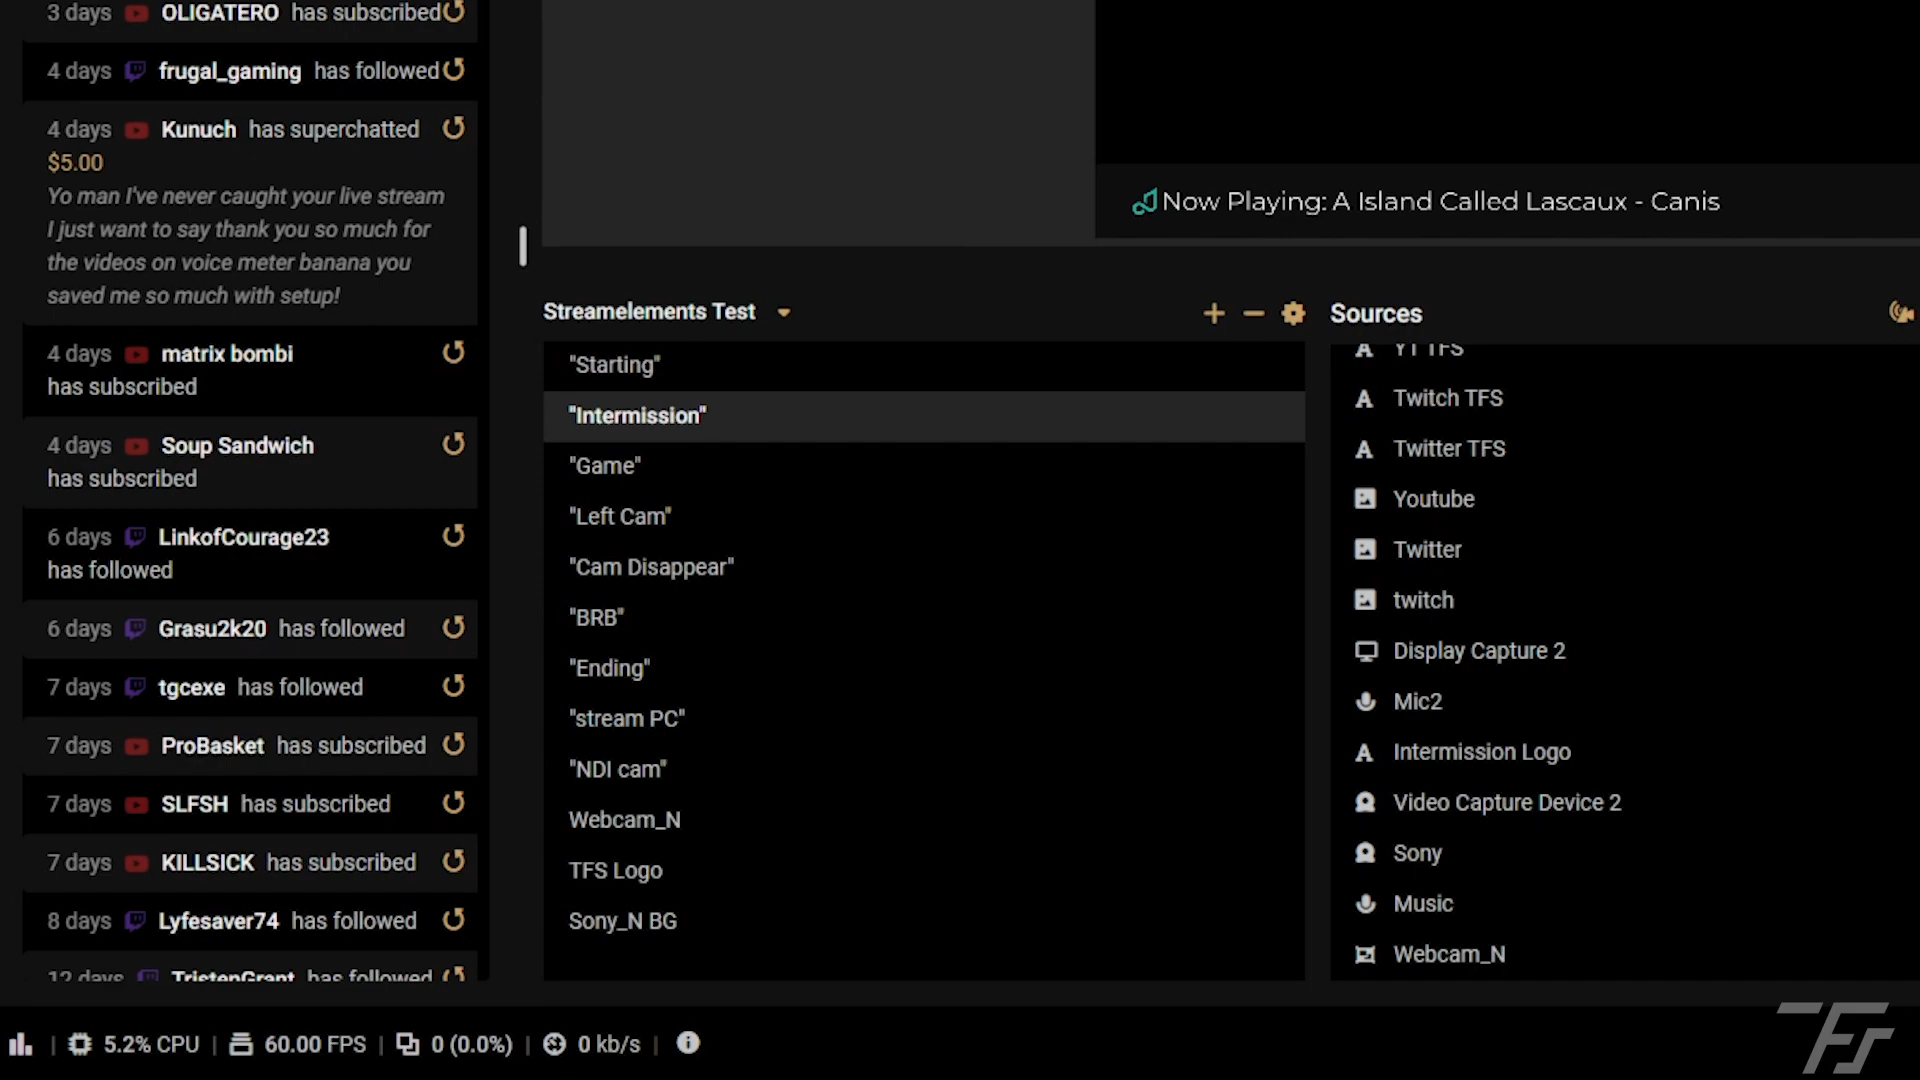 3 days OLIGATERO has subscribed
4 days frugal_gaming has followed
4 days Kunuch has superchatted
$5.00
Yo man I've never caught your live stream
I just want to say thank you so much for
the videos on voice meter banana you
saved me so much with setup!
4 days matrix bombi
has subscribed
4 days Soup Sandwich
has subscribed
6 days LinkofCourage23
has followed
6 days Grasu2k20 has followed
7 days tgcexe has followed
7 days ProBasket has subscribed
7 days SLFSH has subscribed
7 days KILLSICK has subscribed
8 days Lyfesaver74 has followed
12 days TristenGrant has followed
Now Playing: A Island Called Lascaux - Canis
Streamelements Test
"Starting"
"Intermission"
"Game"
"Left Cam"
"Cam Disappear"
"BRB"
"Ending"
"stream PC"
"NDI cam"
Webcam_N
TFS Logo
Sony_N BG
Sources
YT TFS
Twitch TFS
Twitter TFS
Youtube
Twitter
twitch
Display Capture 2
Mic2
Intermission Logo
Video Capture Device 2
Sony
Music
Webcam_N
5.2% CPU | 60.00 FPS | 0 (0.0%) | 0 kb/s |
TFS